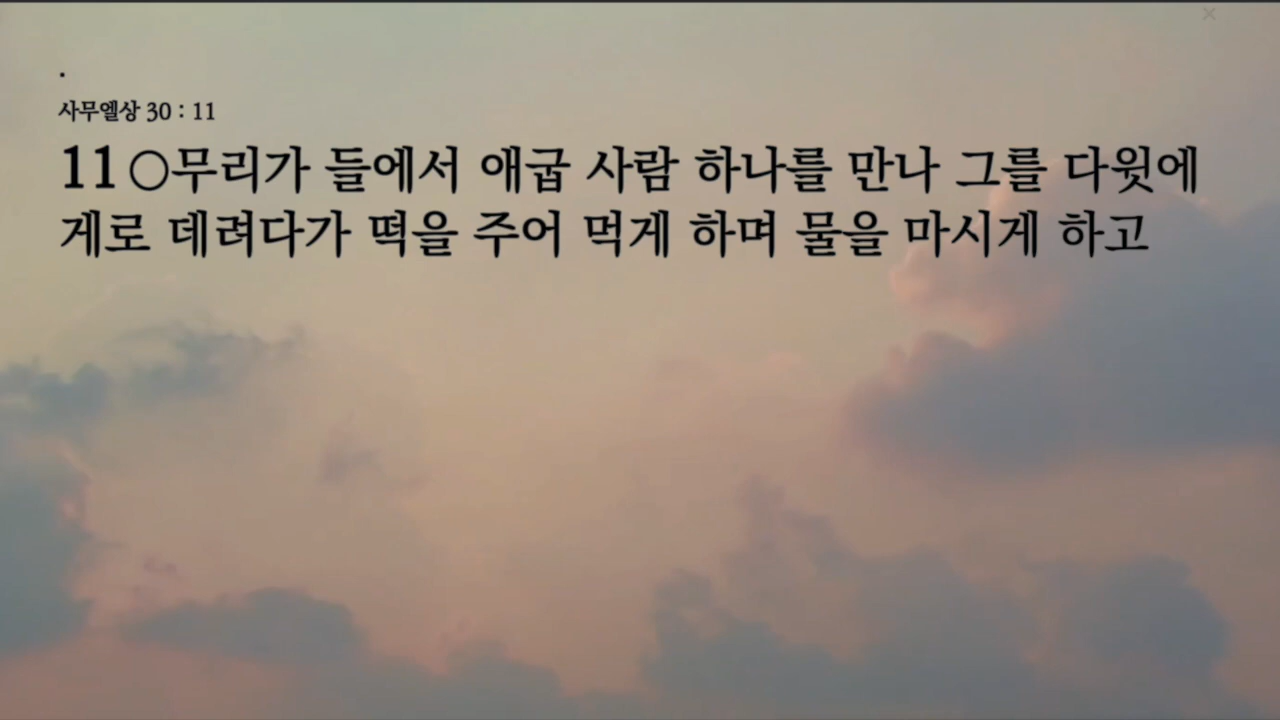 .
사무엘상 30 : 11
11 ○무리가 들에서 애굽 사람 하나를 만나 그를 다윗에
게로 데려다가 떡을 주어 먹게 하며 물을 마시게 하고